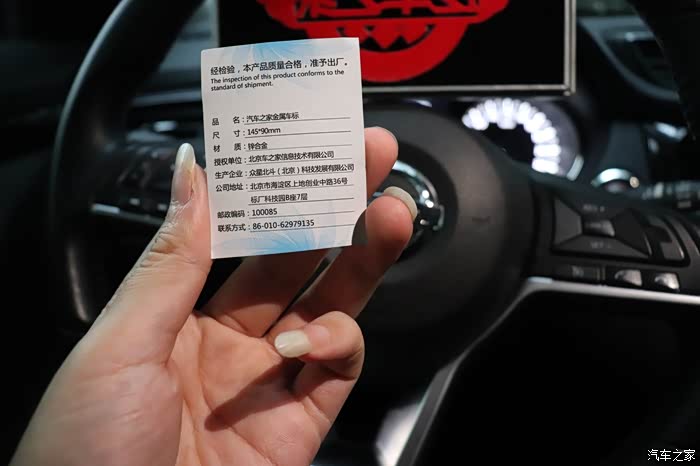 经检验，本产品质量合格，准予出厂。
The inspection of this product conforms to the
standard of shipment.
品 名：汽车之家金属车标
尺 寸：145*90mm
材 质：锌合金
授权单位：北京车之家信息技术有限公司
生产企业：众星北斗（北京）科技发展有限公司
公司地址：北京市海淀区上地创业中路36号
标厂科技园B座7层
邮政编码：100085
联系方式：86-010-62979135
汽车之家